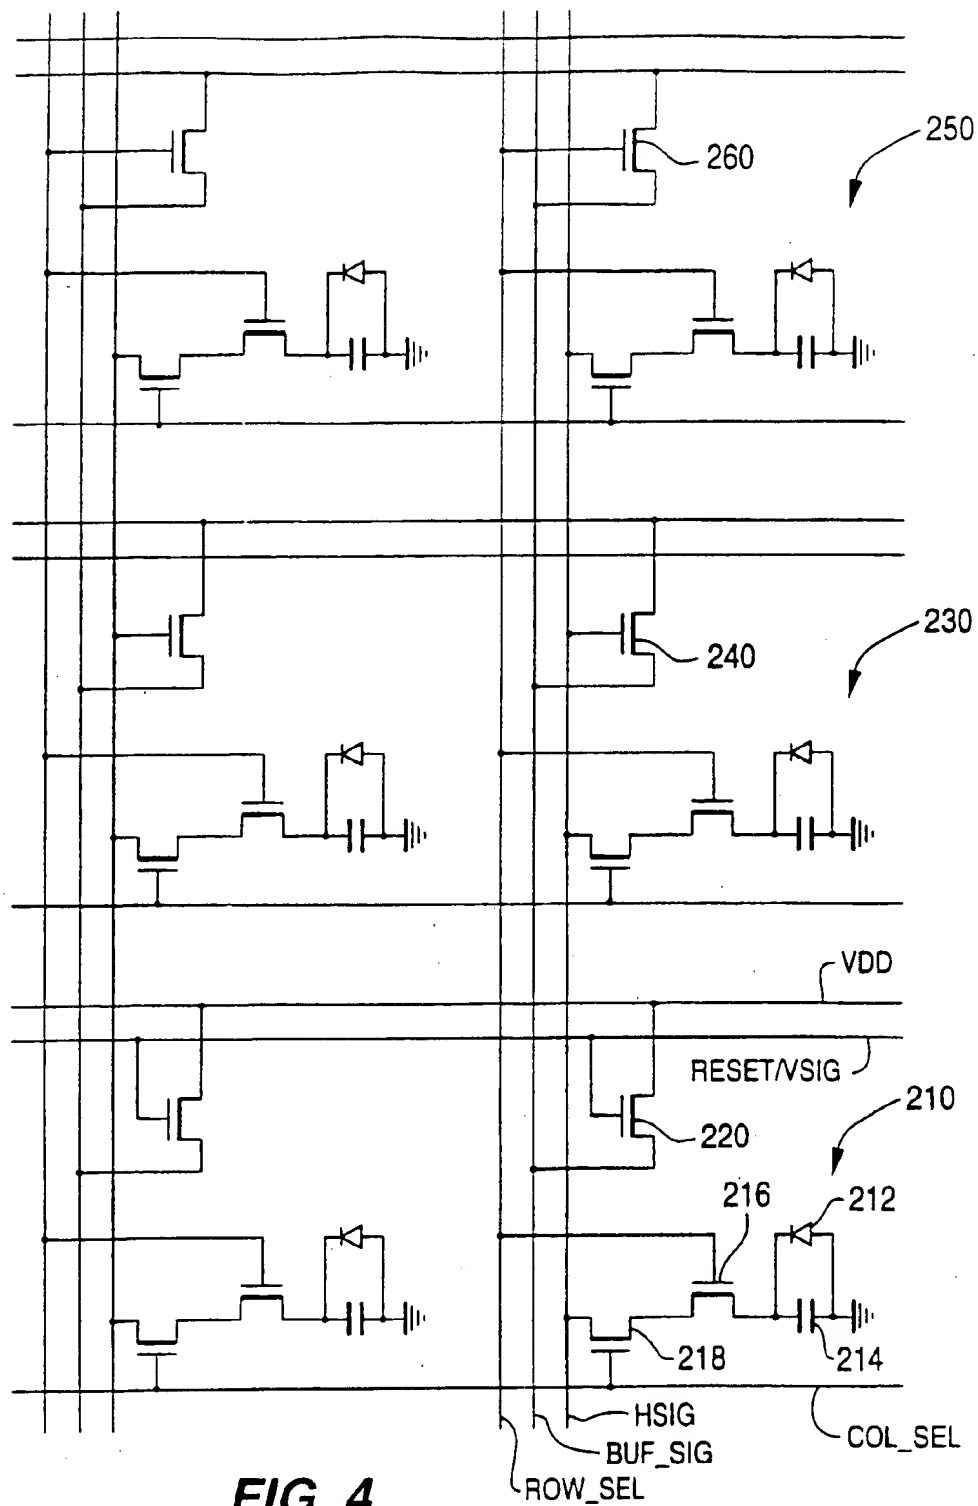 250
260
230
240
VDD
RESET/VSIG
210
220
216
212
218
214
HSIG
COL_SEL
BUF_SIG
ROW_SEL
FIG. 4